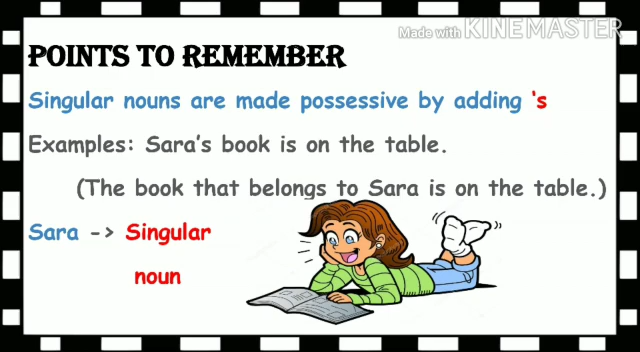 Made with KINEMASTER
POINTS TO REMEMBER
Singular nouns are made possessive by adding 's
Examples: Sara's book is on the table.
(The book that belongs to Sara is on the table.)
Sara -> Singular
noun